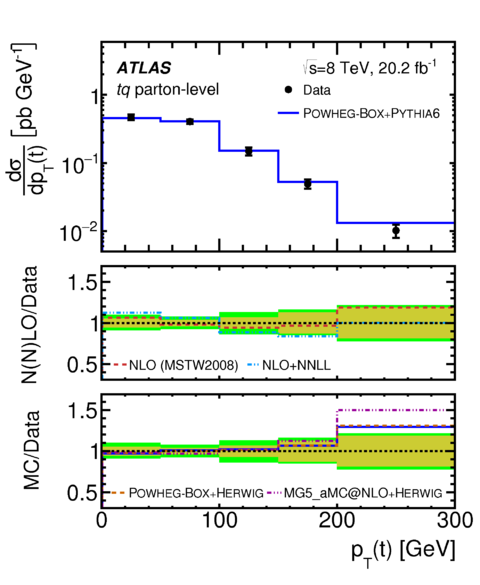 ATLAS
√s=8 TeV, 20.2 fb⁻¹
tq parton-level
Data
POWHEG-BOX+PYTHIA6
dσ/dp_T(t) [pb GeV⁻¹]
1
10⁻¹
10⁻²
N(N)LO/Data
1.5
1
0.5
NLO (MSTW2008) NLO+NNLL
MC/Data
1.5
1
0.5
POWHEG-BOX+HERWIG MG5_aMC@NLO+HERWIG
0 100 200 300
p_T(t) [GeV]